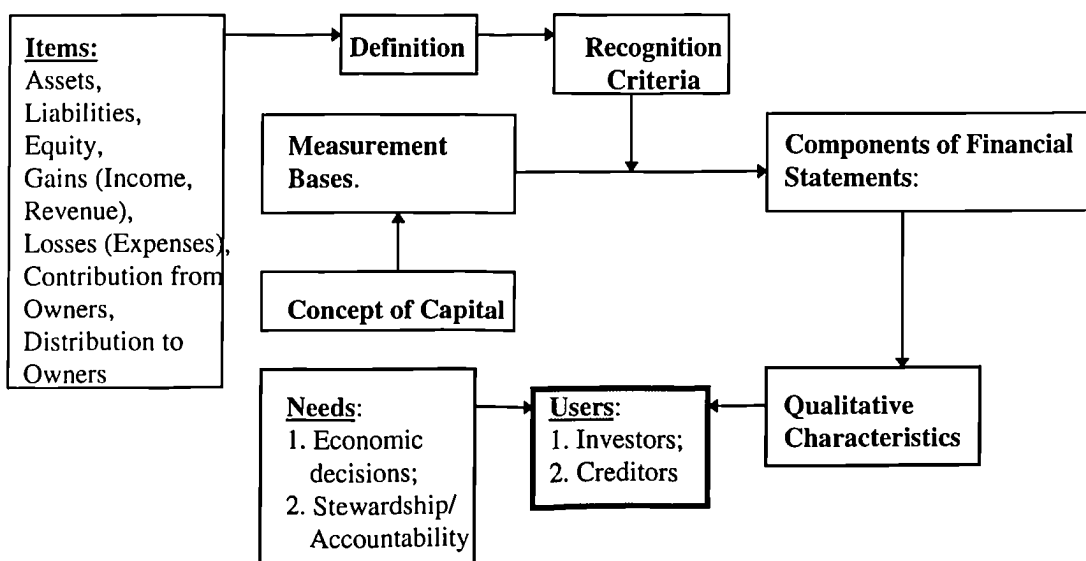 Items:
Assets,
Liabilities,
Equity,
Gains (Income,
Revenue),
Losses (Expenses),
Contribution from
Owners,
Distribution to
Owners
Definition
Recognition
Criteria
Measurement
Bases.
Concept of Capital
Components of Financial
Statements:
Needs:
1. Economic
decisions;
2. Stewardship/
Accountability
Users:
1. Investors;
2. Creditors
Qualitative
Characteristics